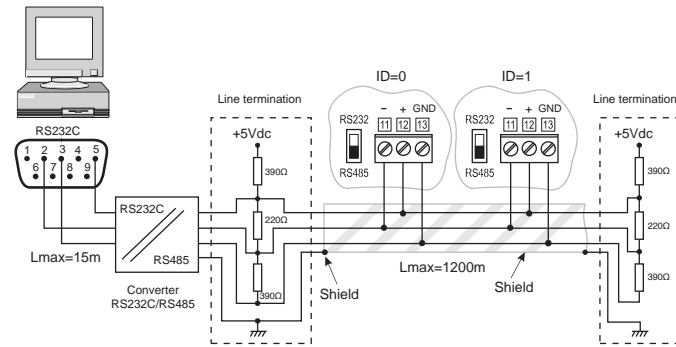 ID=0
ID=1
Line termination
Line termination
- + GND
- + GND
RS232
11 12 13
RS232
11 12 13
RS232C
+5Vdc
+5Vdc
1 2 3 4 5
RS485
RS485
6 7 8 9
390Ω
390Ω
RS232C
220Ω
220Ω
Lmax=15m
RS485
Lmax=1200m
390Ω
390Ω
Converter
RS232C/RS485
Shield
Shield